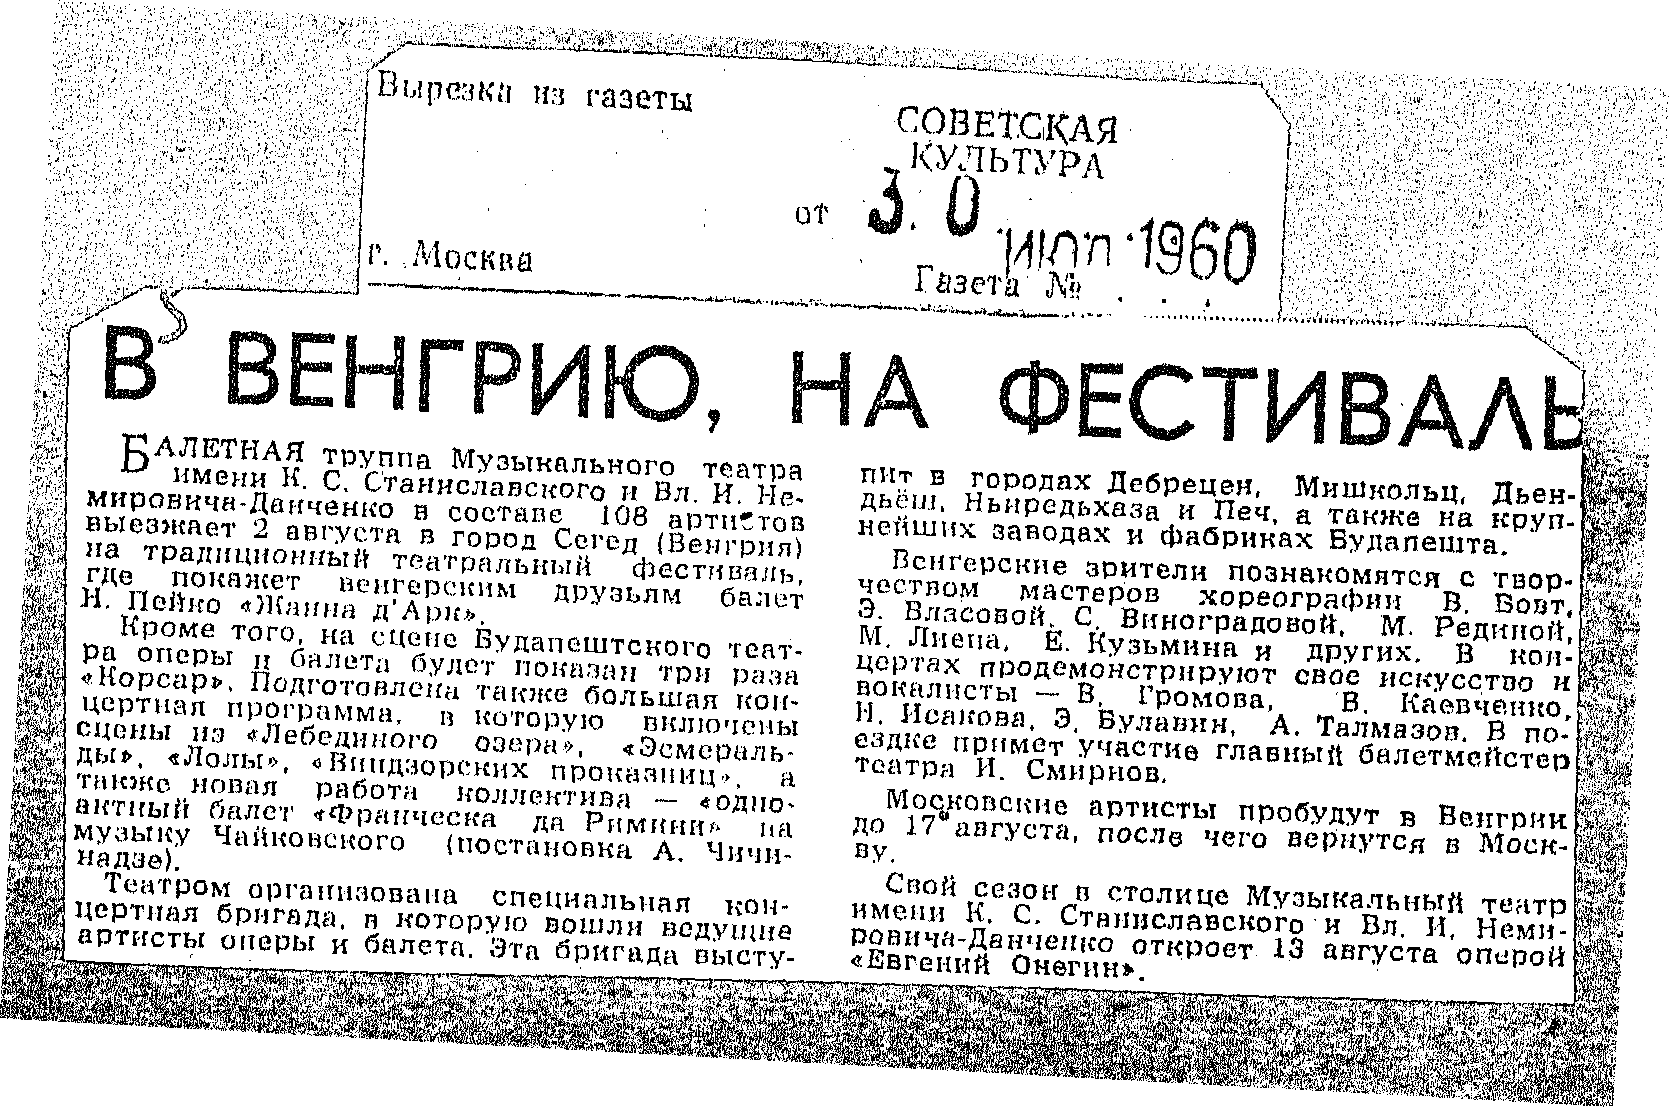 Вырезка из газеты
СОВЕТСКАЯ
КУЛЬТУРА
от 3.0 ИЮЛ 1960
г. Москва
Газета № . . .
В ВЕНГРИЮ, НА ФЕСТИВАЛЬ
БАЛЕТНАЯ труппа Музыкального театра
имени К. С. Станиславского и Вл. И. Не-
мировича-Данченко в составе 108 артистов
выезжает 2 августа в город Сегед (Венгрия)
на традиционный театральный фестиваль,
где покажет венгерским друзьям балет
Н. Пейко «Жанна д'Арк».
Кроме того, на сцене Будапештского теат-
ра оперы и балета будет показан три раза
«Корсар». Подготовлена также большая кон-
цертная программа, в которую включены
сцены из «Лебединого озера», «Эсмераль-
ды», «Лолы», «Виндзорских проказниц», а
также новая работа коллектива — «одно-
актный балет «Франческа да Римини» на
музыку Чайковского (постановка А. Чичи-
надзе).
Театром организована специальная кон-
цертная бригада, в которую вошли ведущие
артисты оперы и балета. Эта бригада высту-
пит в городах Дебрецен, Мишкольц, Дьен-
дьёш, Ньиредьхаза и Печ, а также на круп-
нейших заводах и фабриках Будапешта.
Венгерские зрители познакомятся с твор-
чеством мастеров хореографии В. Бовт,
Э. Власовой, С. Виноградовой, М. Рединой,
М. Лиепа, Е. Кузьмина и других. В кон-
цертах продемонстрируют свое искусство и
вокалисты — В. Громова, В. Каевченко,
Н. Исакова, Э. Булавин, А. Талмазов. В по-
ездке примет участие главный балетмейстер
театра И. Смирнов.
Московские артисты пробудут в Венгрии
до 17 августа, после чего вернутся в Моск-
ву.
Свой сезон в столице Музыкальный театр
имени К. С. Станиславского и Вл. И. Неми-
ровича-Данченко откроет 13 августа оперой
«Евгений Онегин».